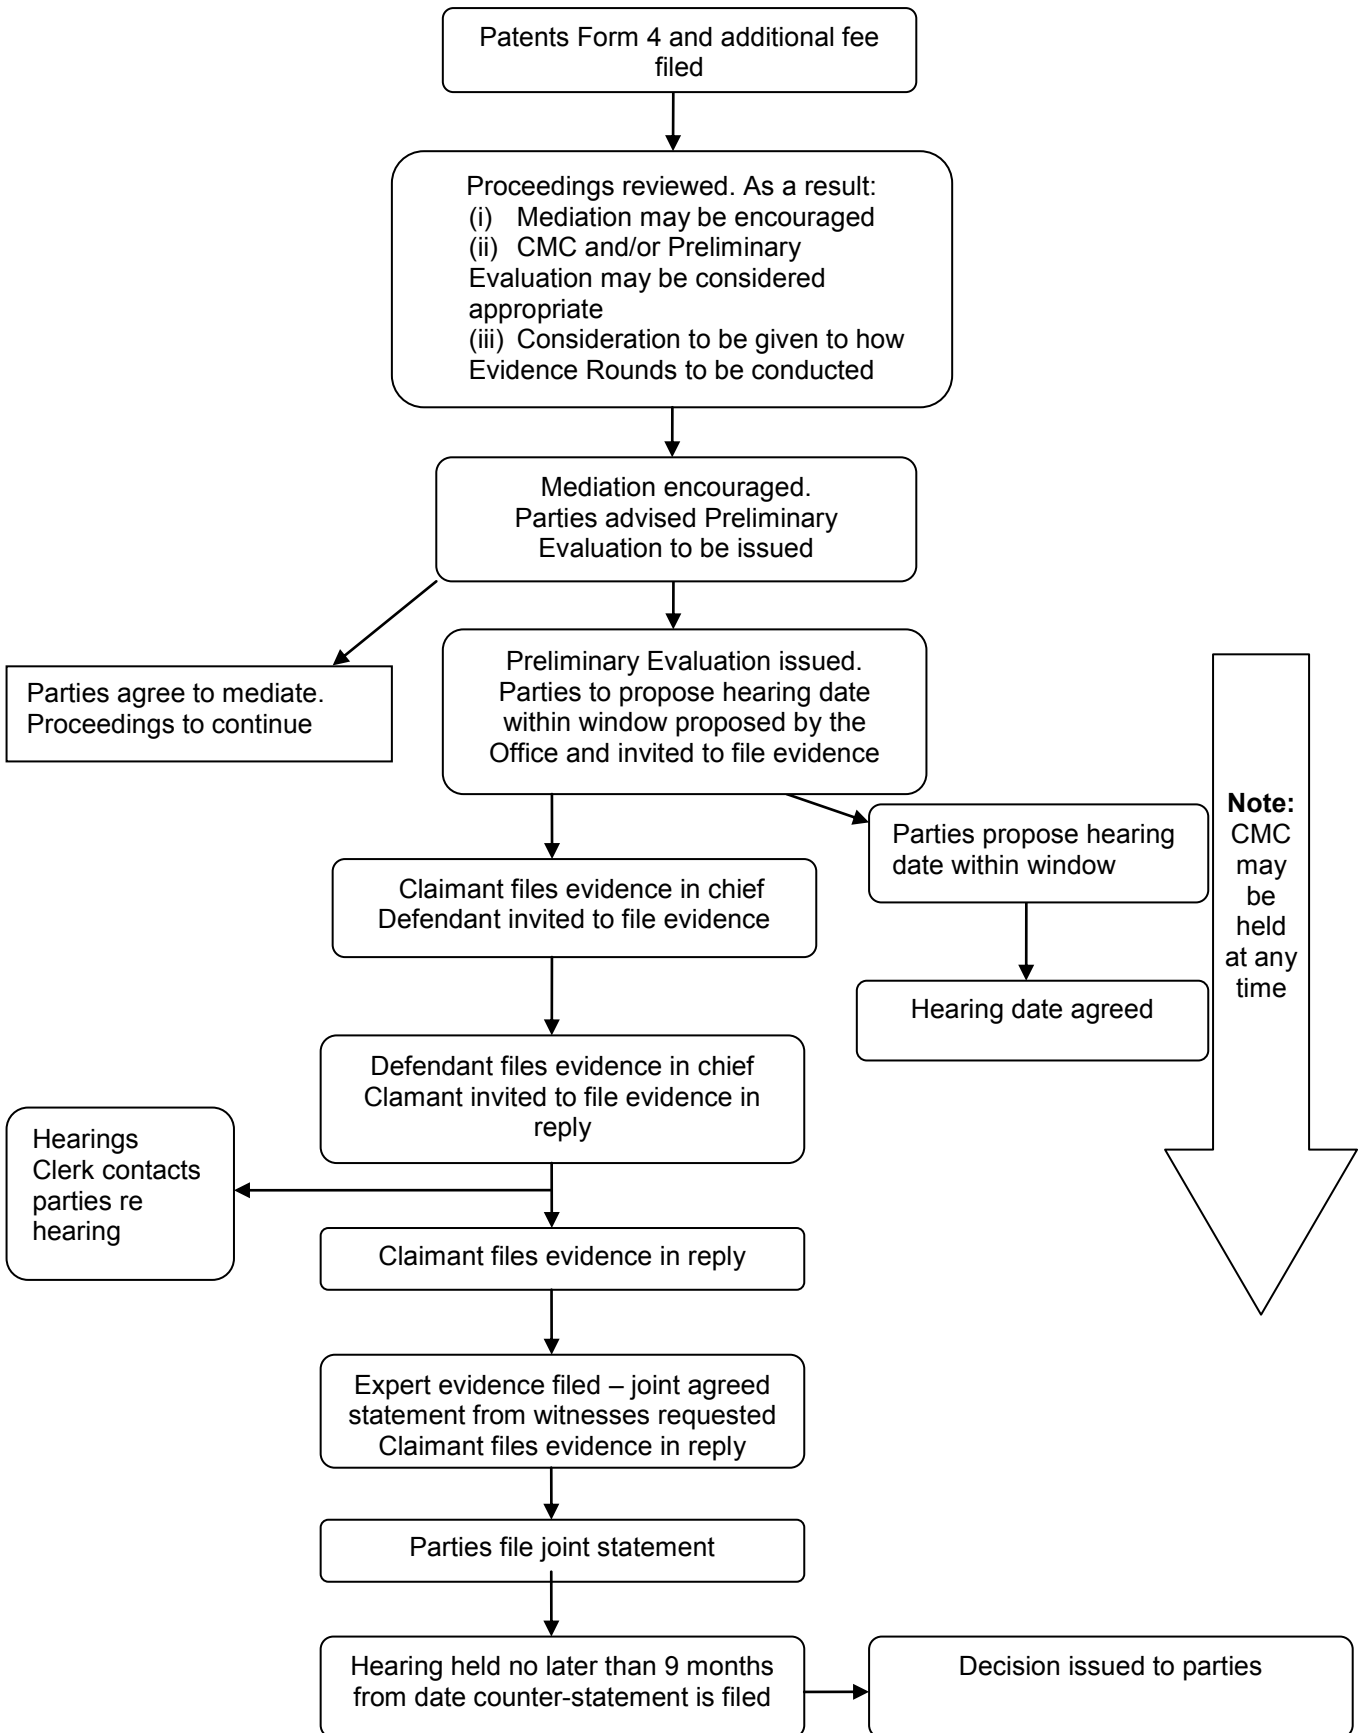 Patents Form 4 and additional fee
filed
Proceedings reviewed. As a result:
(i) Mediation may be encouraged
(ii) CMC and/or Preliminary
Evaluation may be considered
appropriate
(iii) Consideration to be given to how
Evidence Rounds to be conducted
Mediation encouraged.
Parties advised Preliminary
Evaluation to be issued
Parties agree to mediate.
Proceedings to continue
Preliminary Evaluation issued.
Parties to propose hearing date
within window proposed by the
Office and invited to file evidence
Parties propose hearing
date within window
Note:
CMC
may
be
held
at any
time
Claimant files evidence in chief
Defendant invited to file evidence
Hearing date agreed
Defendant files evidence in chief
Clamant invited to file evidence in
reply
Hearings
Clerk contacts
parties re
hearing
Claimant files evidence in reply
Expert evidence filed – joint agreed
statement from witnesses requested
Claimant files evidence in reply
Parties file joint statement
Hearing held no later than 9 months
from date counter-statement is filed
Decision issued to parties